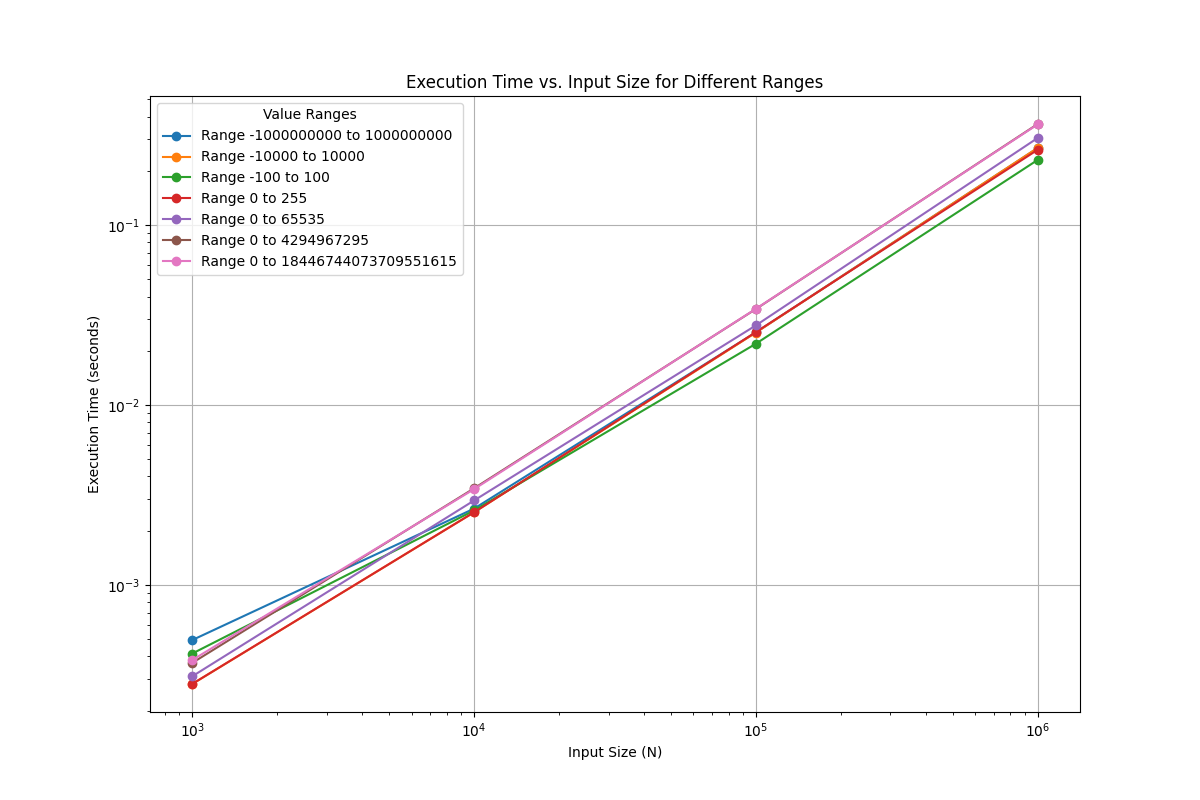 Execution Time vs. Input Size for Different Ranges
Value Ranges
Range -1000000000 to 1000000000
Range -10000 to 10000
Range -100 to 100
Range 0 to 255
Range 0 to 65535
Range 0 to 4294967295
Range 0 to 18446744073709551615
Execution Time (seconds)
10⁻¹
10⁻²
10⁻³
10³ 10⁴ 10⁵ 10⁶
Input Size (N)